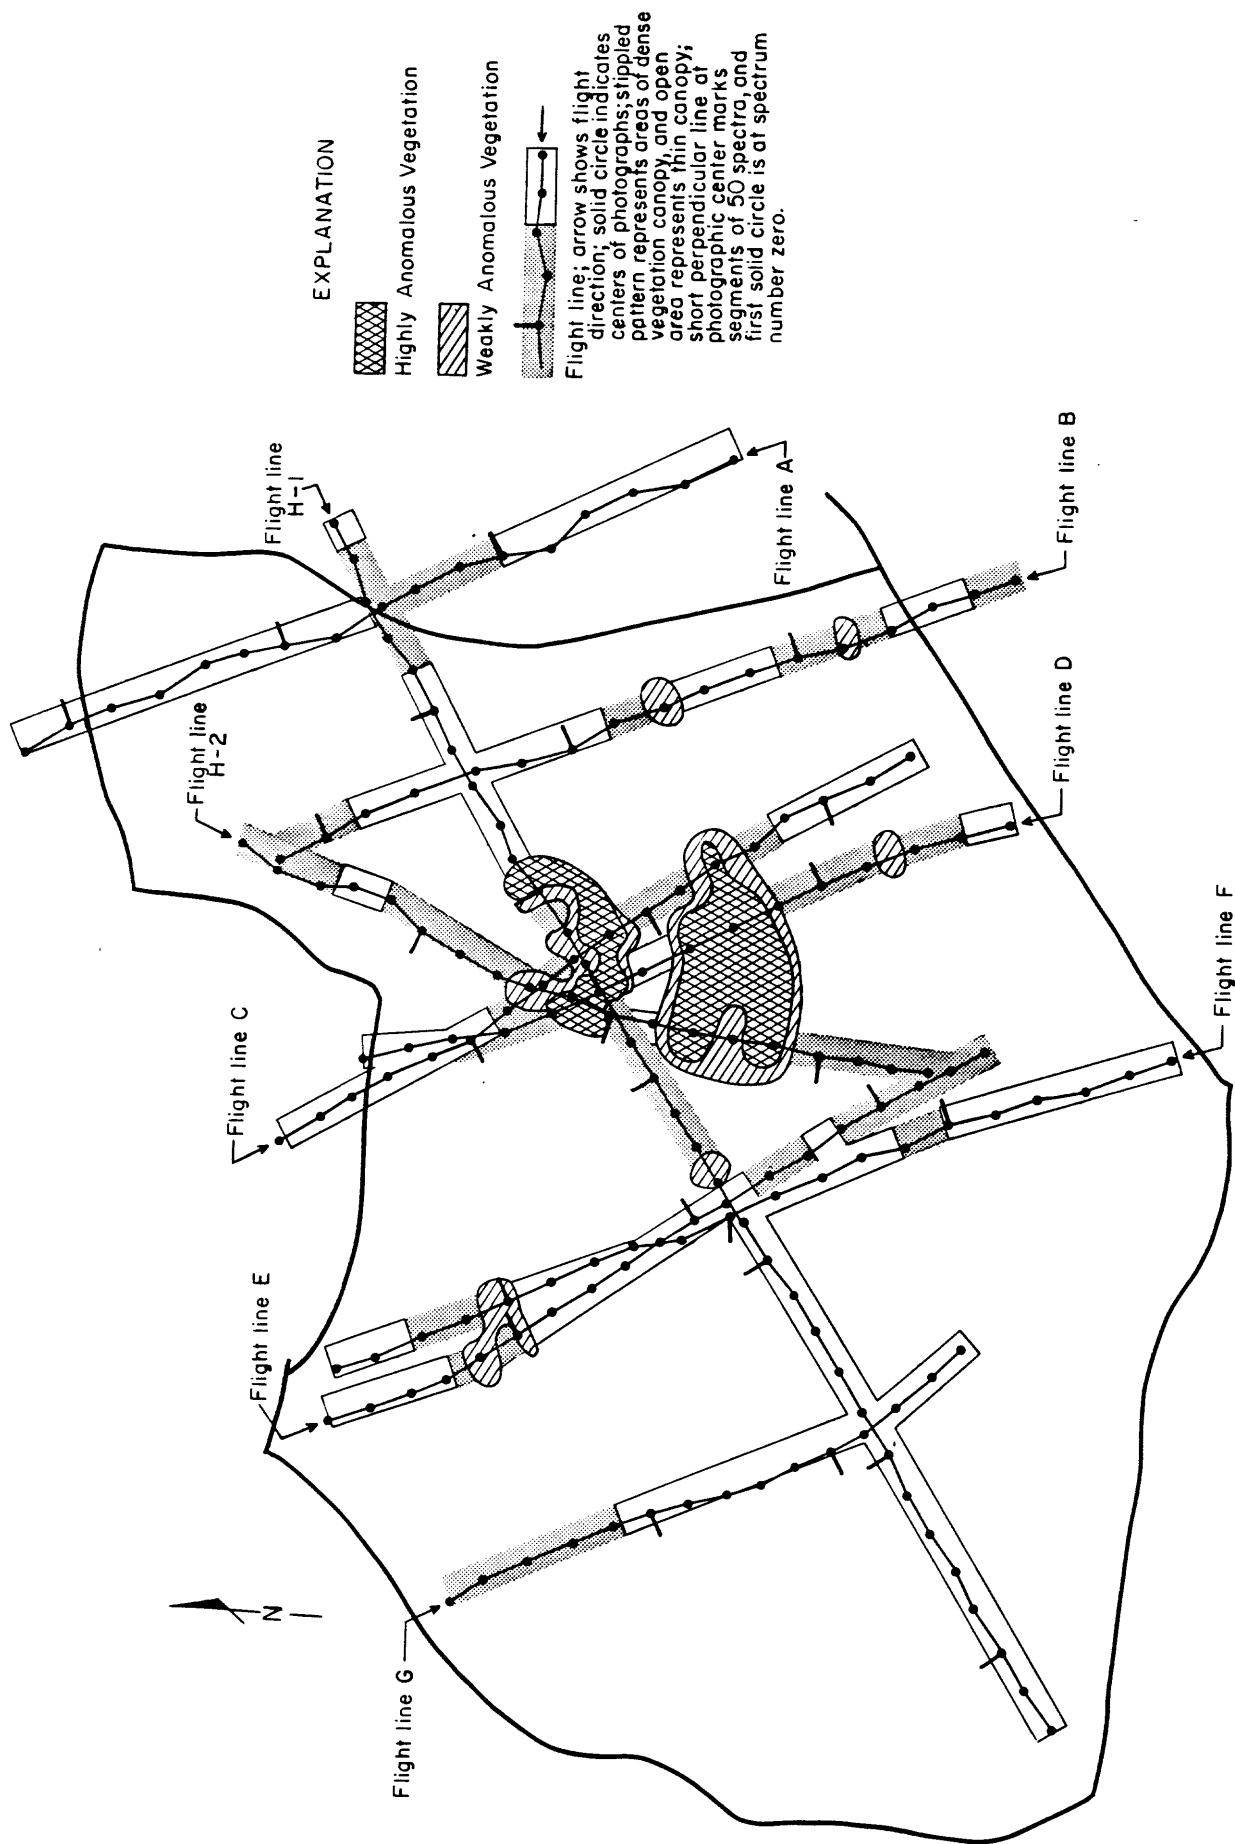 EXPLANATION
Highly Anomalous Vegetation
Weakly Anomalous Vegetation
Flight line; arrow shows flight
direction; solid circle indicates
centers of photographs; stippled
pattern represents areas of dense
vegetation canopy, and open
area represents thin canopy;
short perpendicular line at
photographic center marks
segments of 50 spectra, and
first solid circle is at spectrum
number zero.
Flight line
H-1
Flight line A
Flight line B
Flight line
H-2
Flight line D
Flight line C
Flight line F
Flight line E
Flight line G
N